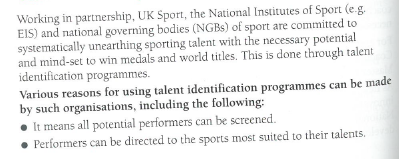 Working in partnership, UK Sport, the National Institutes of Sport (e.g.
EIS) and national governing bodies (NGBs) of sport are committed to
systematically unearthing sporting talent with the necessary potential
and mind-set to win medals and world titles. This is done through talent
identification programmes.
Various reasons for using talent identification programmes can be made
by such organisations, including the following:
● It means all potential performers can be screened.
● Performers can be directed to the sports most suited to their talents.